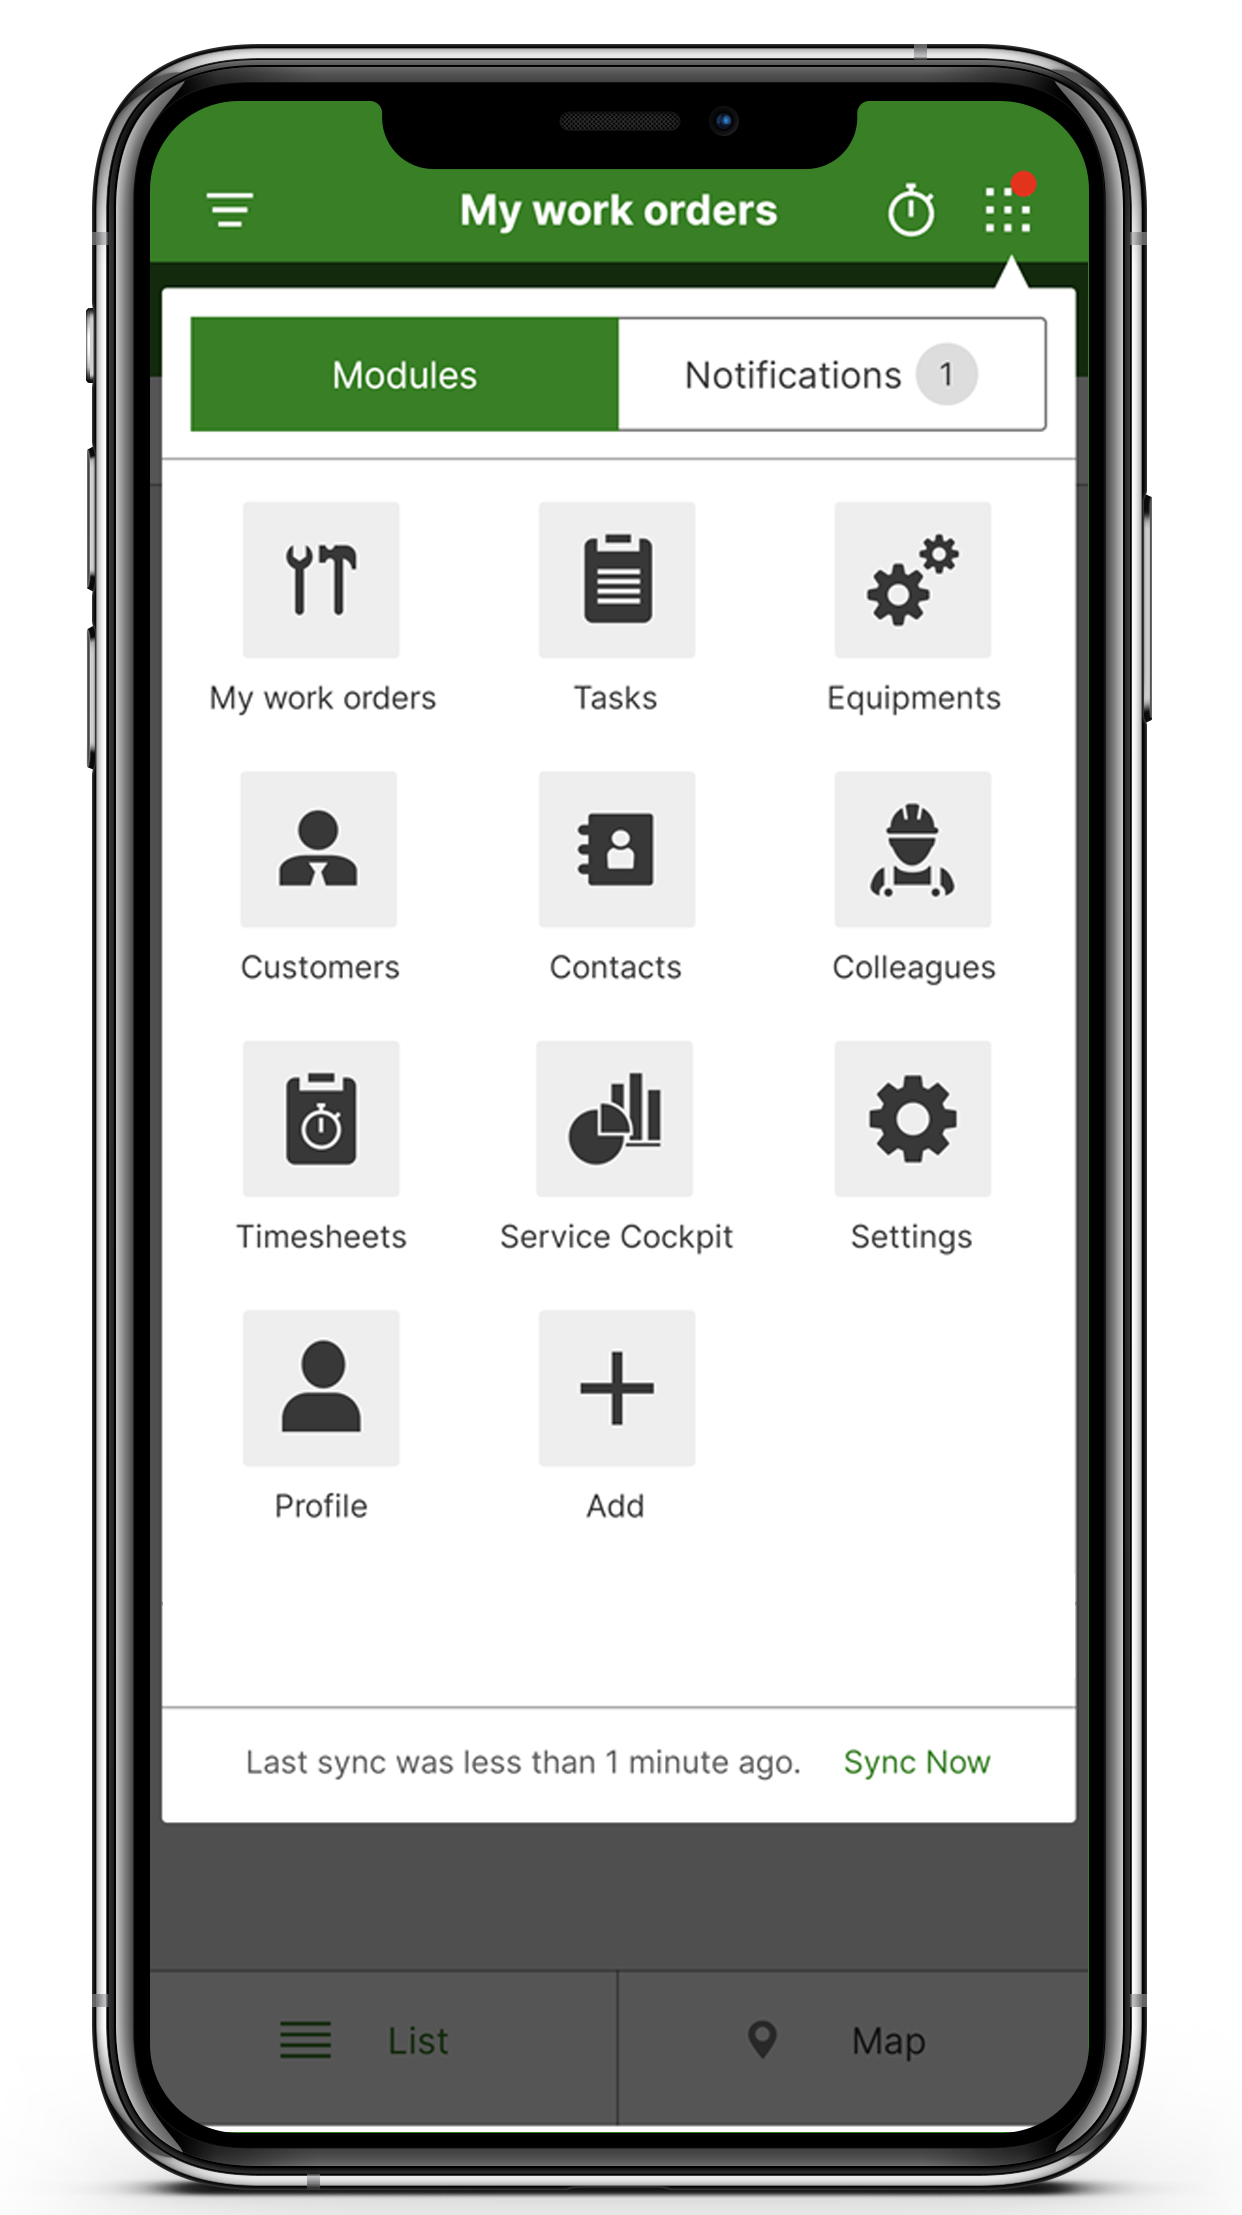 My work orders
Modules
Notifications 1
My work orders
Tasks
Equipments
Customers
Contacts
Colleagues
Timesheets
Service Cockpit
Settings
Profile
Add
Last sync was less than 1 minute ago.
Sync Now
List
Map